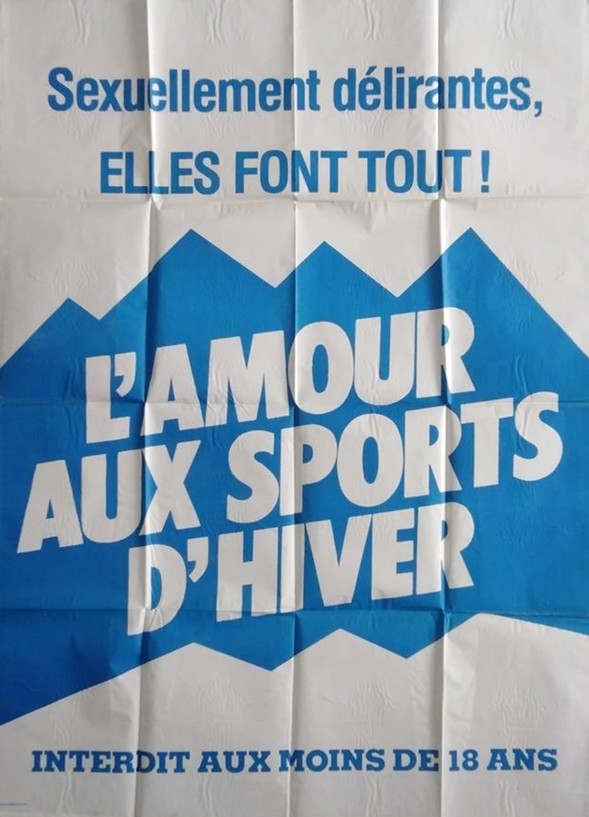 Sexuellement délirantes,
ELLES FONT TOUT !
L'AMOUR
AUX SPORTS
D'HIVER
INTERDIT AUX MOINS DE 18 ANS